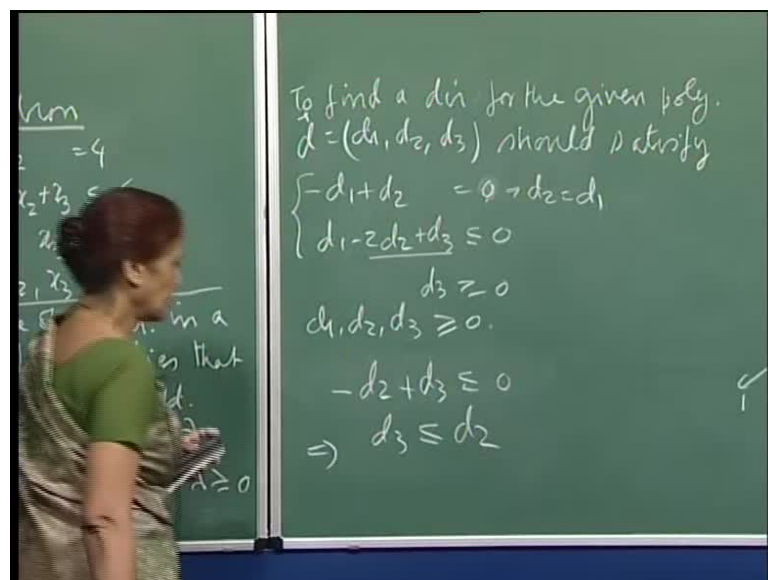 = 4
x₂+x₃ ≤
x₃
in a
that
λ ≥ 0
To find a dir for the given poly.
d = (d₁, d₂, d₃) should satisfy
-d₁+d₂ = 0 → d₂=d₁
d₁-2d₂+d₃ ≤ 0
d₃ ≥ 0
d₁, d₂, d₃ ≥ 0.
-d₂+d₃ ≤ 0
⇒ d₃ ≤ d₂